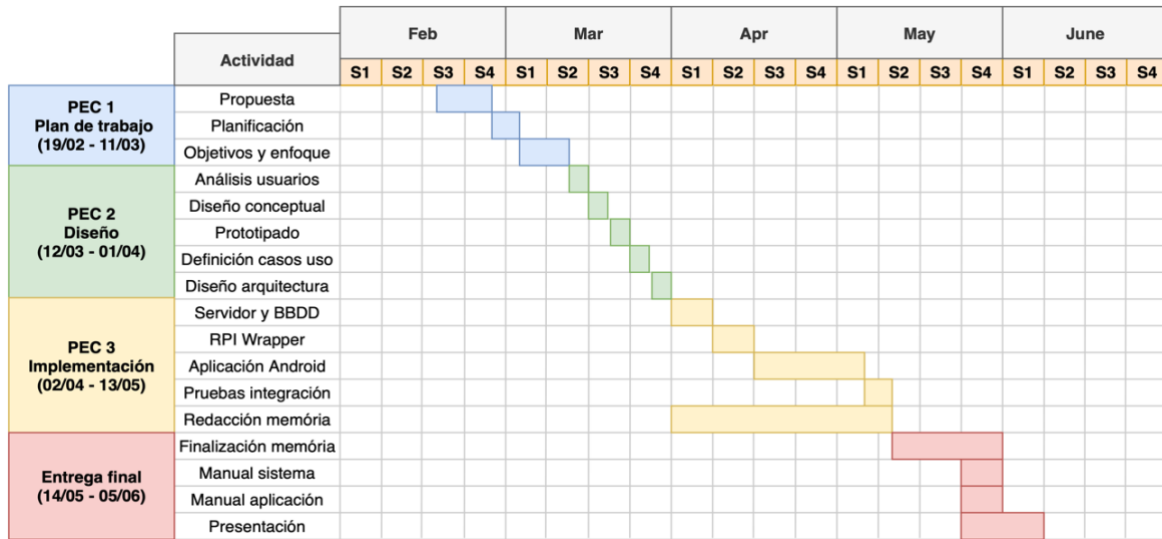 Feb Mar Apr May June
Actividad
S1 S2 S3 S4 S1 S2 S3 S4 S1 S2 S3 S4 S1 S2 S3 S4 S1 S2 S3 S4
PEC 1
Plan de trabajo
(19/02 - 11/03)
Propuesta
Planificación
Objetivos y enfoque
PEC 2
Diseño
(12/03 - 01/04)
Análisis usuarios
Diseño conceptual
Prototipado
Definición casos uso
Diseño arquitectura
PEC 3
Implementación
(02/04 - 13/05)
Servidor y BBDD
RPI Wrapper
Aplicación Android
Pruebas integración
Redacción memória
Entrega final
(14/05 - 05/06)
Finalización memória
Manual sistema
Manual aplicación
Presentación